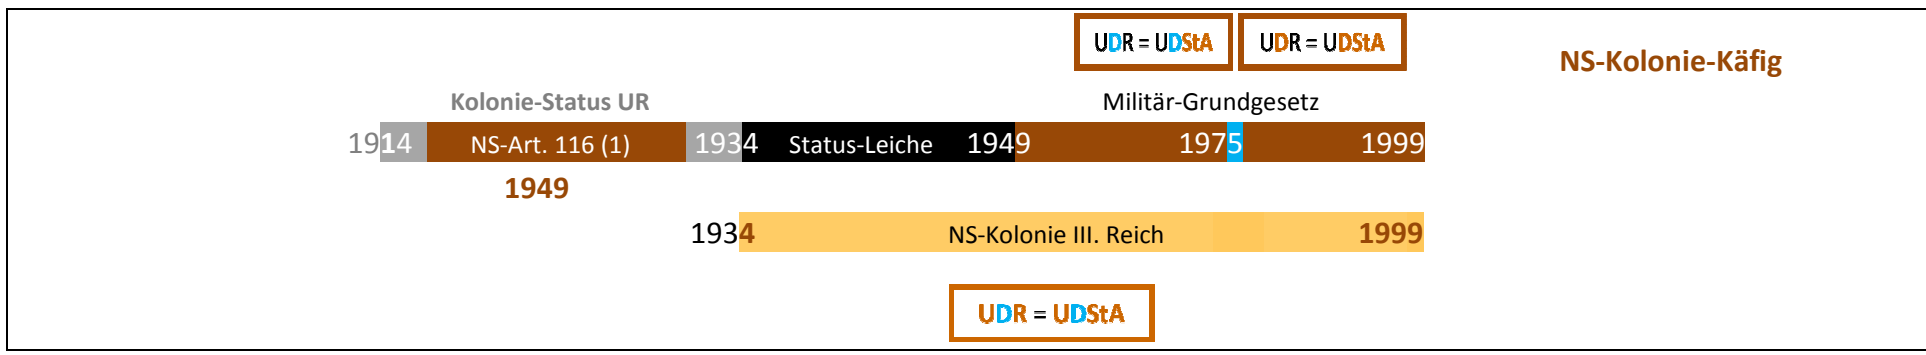 UDR = UDStA UDR = UDStA
NS-Kolonie-Käfig
Kolonie-Status UR Militär-Grundgesetz
1914 NS-Art. 116 (1) 1934 Status-Leiche 1949 1975 1999
1949
1934 NS-Kolonie III. Reich 1999
UDR = UDStA